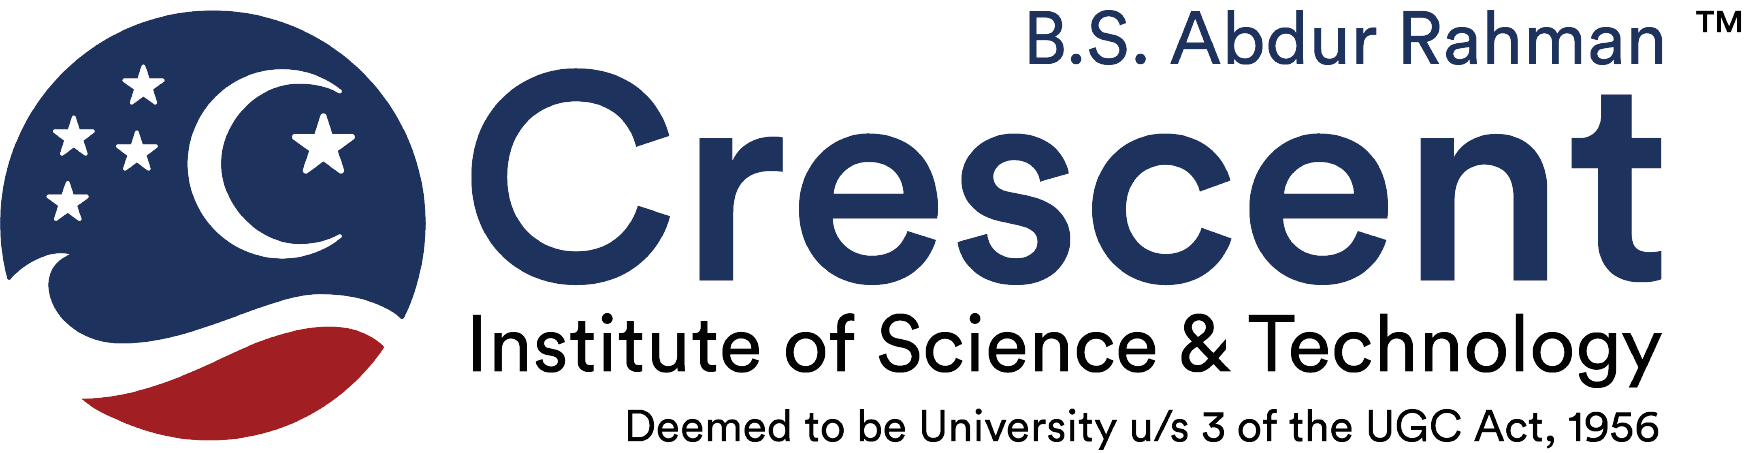 B.S. Abdur Rahman ™
Crescent
Institute of Science & Technology
Deemed to be University u/s 3 of the UGC Act, 1956